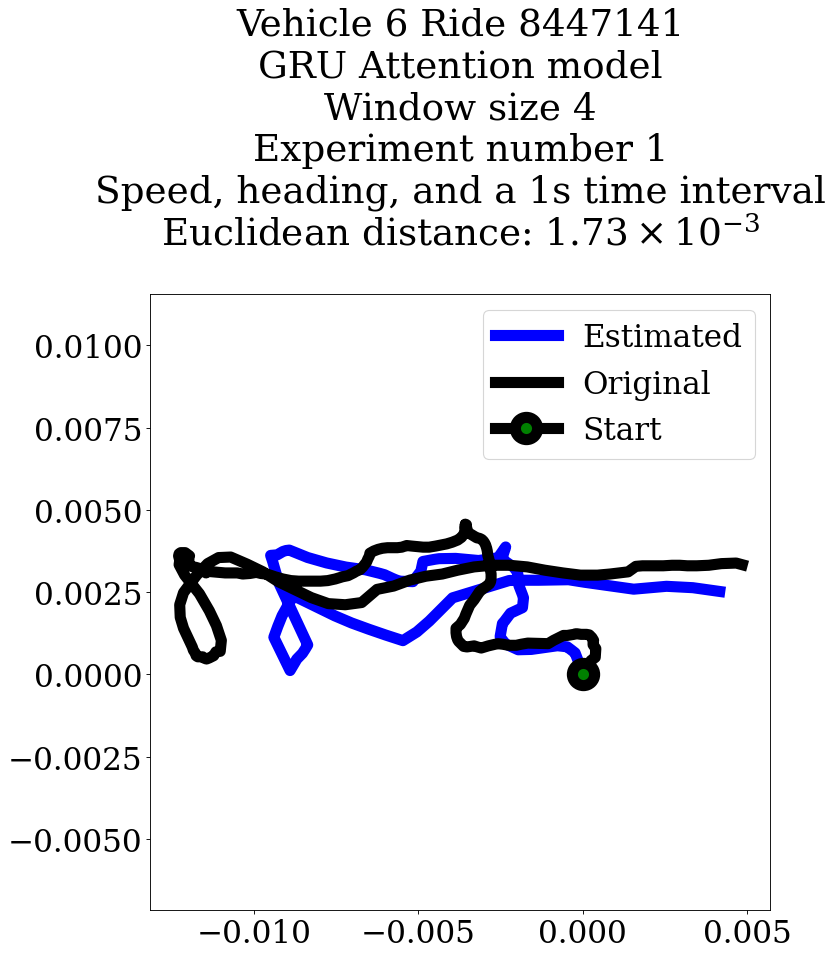 Vehicle 6 Ride 8447141
GRU Attention model
Window size 4
Experiment number 1
Speed, heading, and a 1s time interval
Euclidean distance: 1.73 × 10⁻³
Estimated
Original
Start
0.0100
0.0075
0.0050
0.0025
0.0000
−0.0025
−0.0050
−0.010
−0.005
0.000
0.005